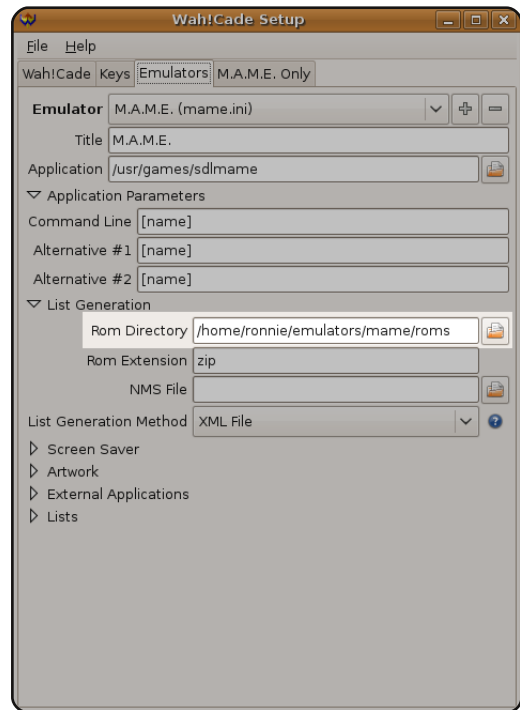 Wah!Cade Setup
File Help
Wah!Cade Keys Emulators M.A.M.E. Only
Emulator M.A.M.E. (mame.ini)
Title M.A.M.E.
Application /usr/games/sdlmame
Application Parameters
Command Line [name]
Alternative #1 [name]
Alternative #2 [name]
List Generation
Rom Directory /home/ronnie/emulators/mame/roms
Rom Extension zip
NMS File
List Generation Method XML File
Screen Saver
Artwork
External Applications
Lists